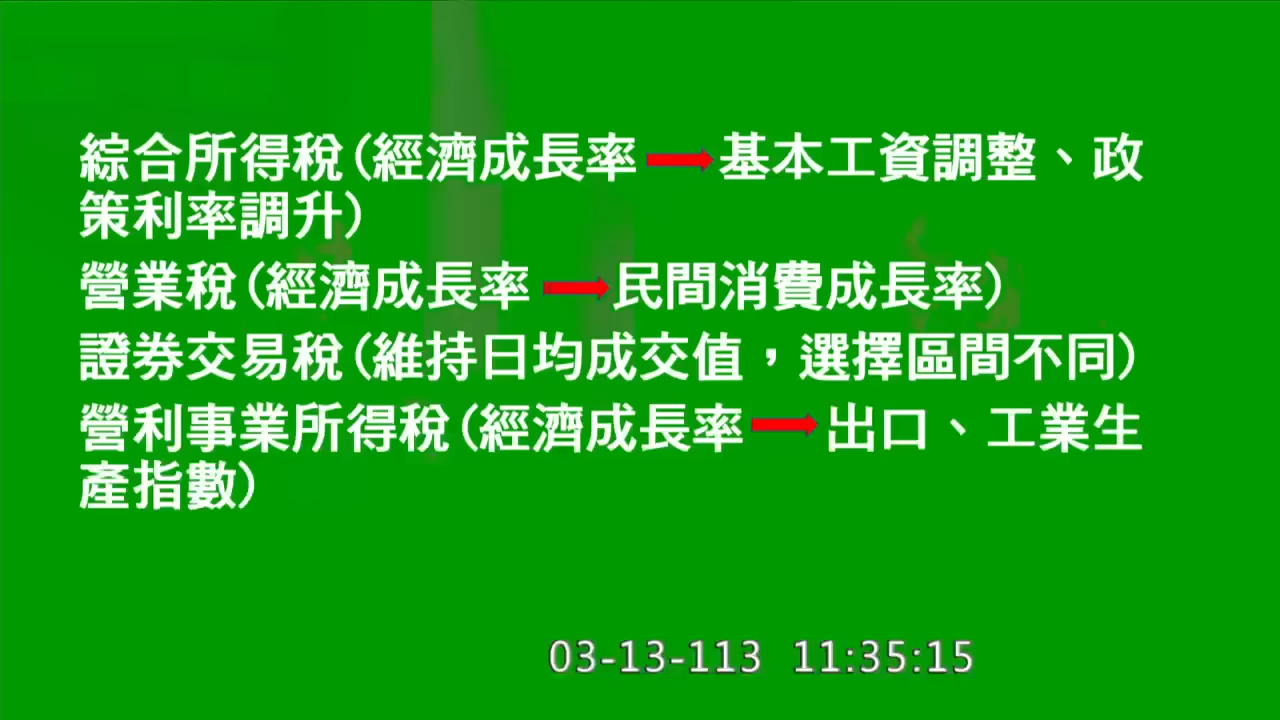 綜合所得稅(經濟成長率→基本工資調整、政
策利率調升)
營業稅(經濟成長率→民間消費成長率)
證券交易稅(維持日均成交值，選擇區間不同)
營利事業所得稅(經濟成長率→出口、工業生
產指數)
03-13-113 11:35:15